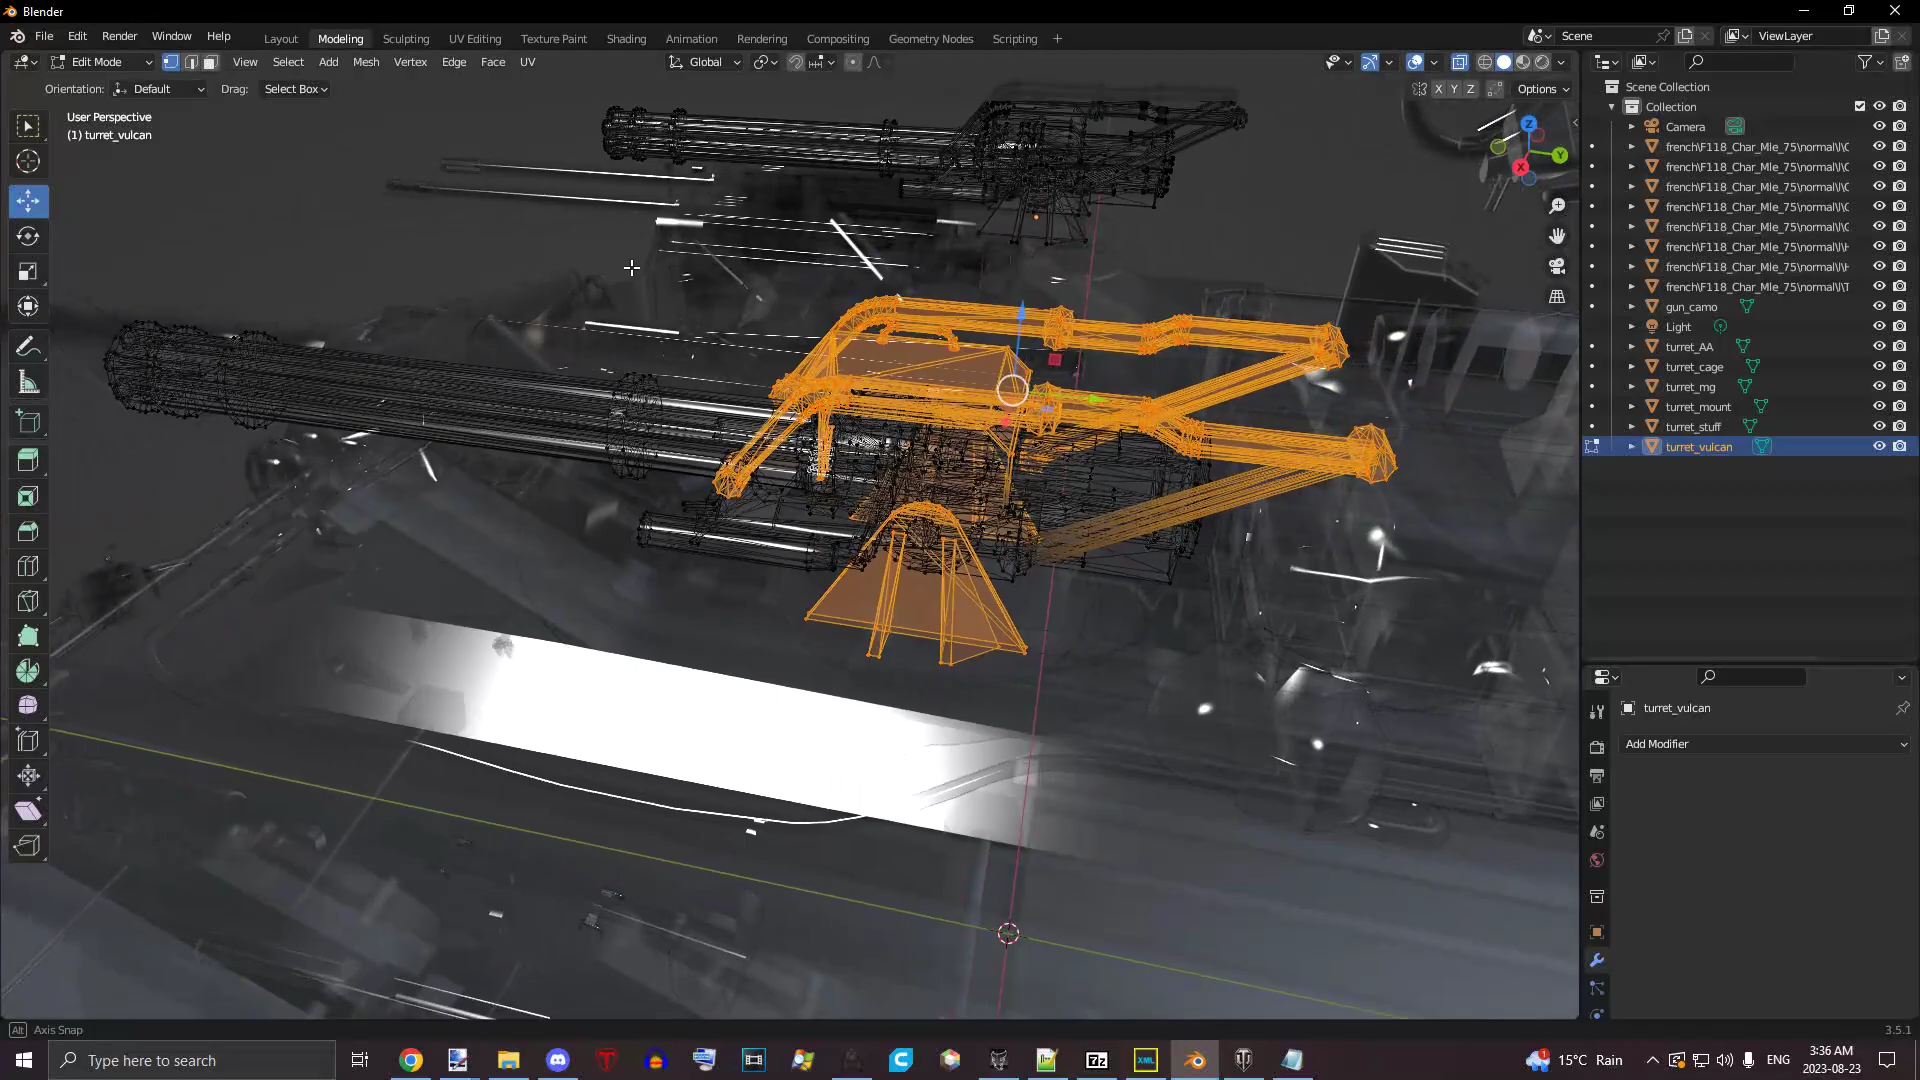 Blender
File Edit Render Window Help
Layout Modeling Sculpting UV Editing Texture Paint Shading Animation Rendering Compositing Geometry Nodes Scripting +
Scene
ViewLayer
Edit Mode View Select Add Mesh Vertex Edge Face UV
Global
Orientation: Default Drag: Select Box
X Y Z Options
User Perspective
(1) turret_vulcan
Z
Y
X
Scene Collection
Collection
Camera
french\F118_Char_Mle_75\normal\l\C
french\F118_Char_Mle_75\normal\l\C
french\F118_Char_Mle_75\normal\l\C
french\F118_Char_Mle_75\normal\l\C
french\F118_Char_Mle_75\normal\l\C
french\F118_Char_Mle_75\normal\l\H
french\F118_Char_Mle_75\normal\l\H
french\F118_Char_Mle_75\normal\l\T
gun_camo
Light
turret_AA
turret_cage
turret_mg
turret_mount
turret_stuff
turret_vulcan
turret_vulcan
Add Modifier
Alt Axis Snap
3.5.1
Type here to search
7z
XML
15°C Rain
ENG
3:36 AM
2023-08-23